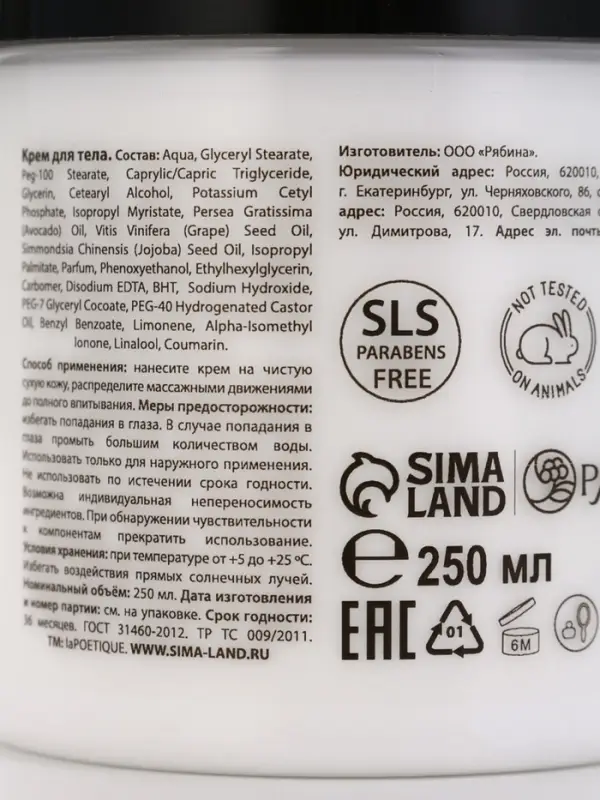 Крем для тела. Состав: Aqua, Glyceryl Stearate,
Peg-100 Stearate, Caprylic/Capric Triglyceride,
Glycerin, Cetearyl Alcohol, Potassium Cetyl
Phosphate, Isopropyl Myristate, Persea Gratissima
(Avocado) Oil, Vitis Vinifera (Grape) Seed Oil,
Simmondsia Chinensis (Jojoba) Seed Oil, Isopropyl
Palmitate, Parfum, Phenoxyethanol, Ethylhexylglycerin,
Carbomer, Disodium EDTA, BHT, Sodium Hydroxide,
PEG-7 Glyceryl Cocoate, PEG-40 Hydrogenated Castor
Oil, Benzyl Benzoate, Limonene, Alpha-Isomethyl
Ionone, Linalool, Coumarin.
Способ применения: нанесите крем на чистую
сухую кожу, распределите массажными движениями
до полного впитывания. Меры предосторожности:
избегать попадания в глаза. В случае попадания в
глаза промыть большим количеством воды.
Использовать только для наружного применения.
Не использовать по истечении срока годности.
Возможна индивидуальная непереносимость
ингредиентов. При обнаружении чувствительности
к компонентам прекратить использование.
Условия хранения: при температуре от +5 до +25 ºС.
Избегать воздействия прямых солнечных лучей.
Номинальный объём: 250 мл. Дата изготовления
и номер партии: см. на упаковке. Срок годности:
36 месяцев. ГОСТ 31460-2012. ТР ТС 009/2011.
TM: laPOETIQUE. WWW.SIMA-LAND.RU
Изготовитель: ООО «Рябина».
Юридический адрес: Россия, 620010,
г. Екатеринбург, ул. Черняховского, 86,
адрес: Россия, 620010, Свердловская
ул. Димитрова, 17. Адрес эл. почты
SLS
PARABENS
FREE
NOT TESTED
ON ANIMALS
SIMA
LAND
℮ 250 мл
EAC
01
6M